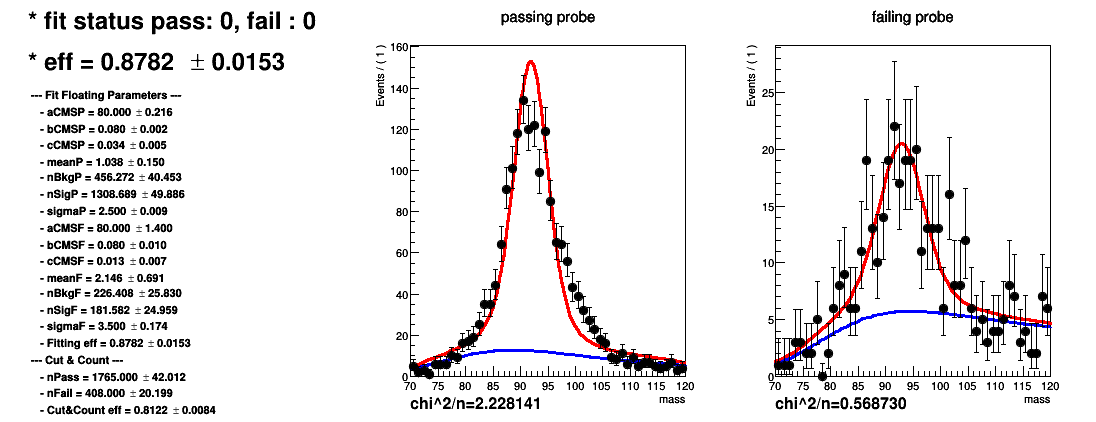 * fit status pass: 0, fail : 0
* eff = 0.8782 ± 0.0153
--- Fit Floating Parameters ---
- aCMSP = 80.000 ± 0.216
- bCMSP = 0.080 ± 0.002
- cCMSP = 0.034 ± 0.005
- meanP = 1.038 ± 0.150
- nBkgP = 456.272 ± 40.453
- nSigP = 1308.689 ± 49.886
- sigmaP = 2.500 ± 0.009
- aCMSF = 80.000 ± 1.400
- bCMSF = 0.080 ± 0.010
- cCMSF = 0.013 ± 0.007
- meanF = 2.146 ± 0.691
- nBkgF = 226.408 ± 25.830
- nSigF = 181.582 ± 24.959
- sigmaF = 3.500 ± 0.174
- Fitting eff = 0.8782 ± 0.0153
--- Cut & Count ---
- nPass = 1765.000 ± 42.012
- nFail = 408.000 ± 20.199
- Cut&Count eff = 0.8122 ± 0.0084
passing probe
Events / ( 1 )
160
140
120
100
80
60
40
20
0
70 75 80 85 90 95 100 105 110 115 120
mass
chi^2/n=2.228141
failing probe
Events / ( 1 )
25
20
15
10
5
0
70 75 80 85 90 95 100 105 110 115 120
mass
chi^2/n=0.568730